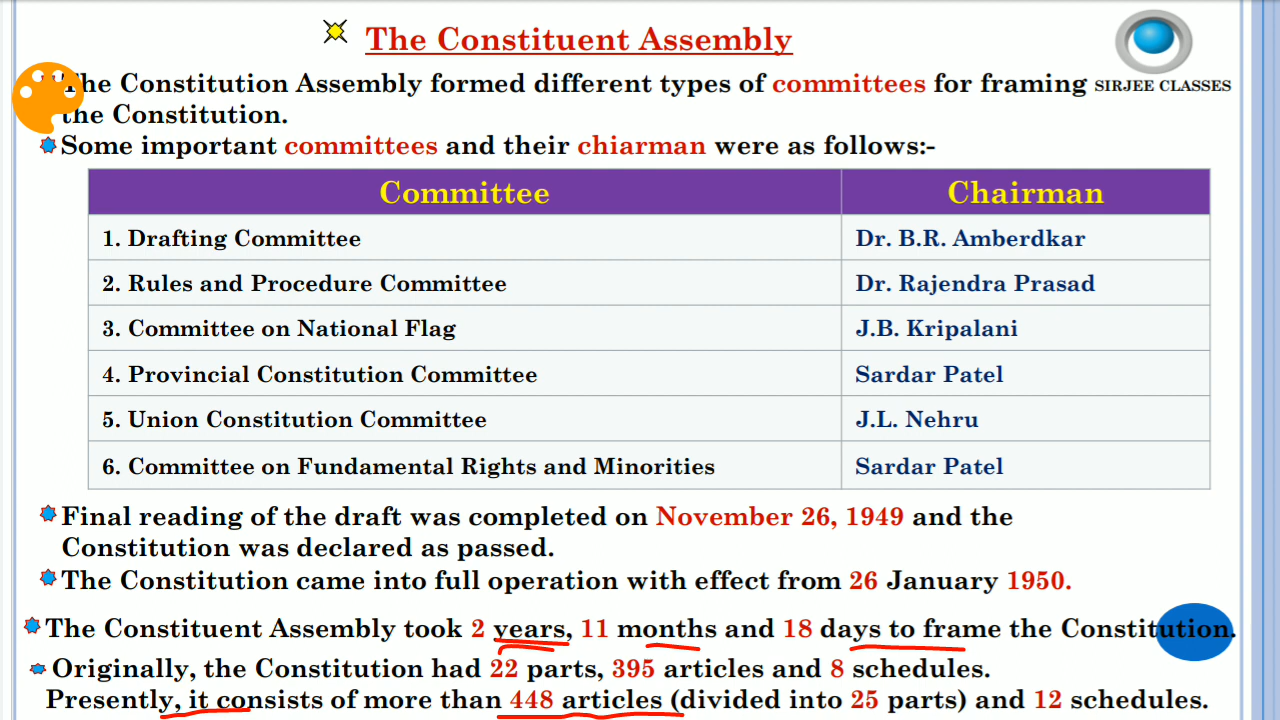 The Constituent Assembly
The Constitution Assembly formed different types of committees for framing
SIRJEE CLASSES
the Constitution.
Some important committees and their chiarman were as follows:-
Committee Chairman
1. Drafting Committee Dr. B.R. Amberdkar
2. Rules and Procedure Committee Dr. Rajendra Prasad
3. Committee on National Flag J.B. Kripalani
4. Provincial Constitution Committee Sardar Patel
5. Union Constitution Committee J.L. Nehru
6. Committee on Fundamental Rights and Minorities Sardar Patel
Final reading of the draft was completed on November 26, 1949 and the
Constitution was declared as passed.
The Constitution came into full operation with effect from 26 January 1950.
The Constituent Assembly took 2 years, 11 months and 18 days to frame the Constitution.
Originally, the Constitution had 22 parts, 395 articles and 8 schedules.
Presently, it consists of more than 448 articles (divided into 25 parts) and 12 schedules.